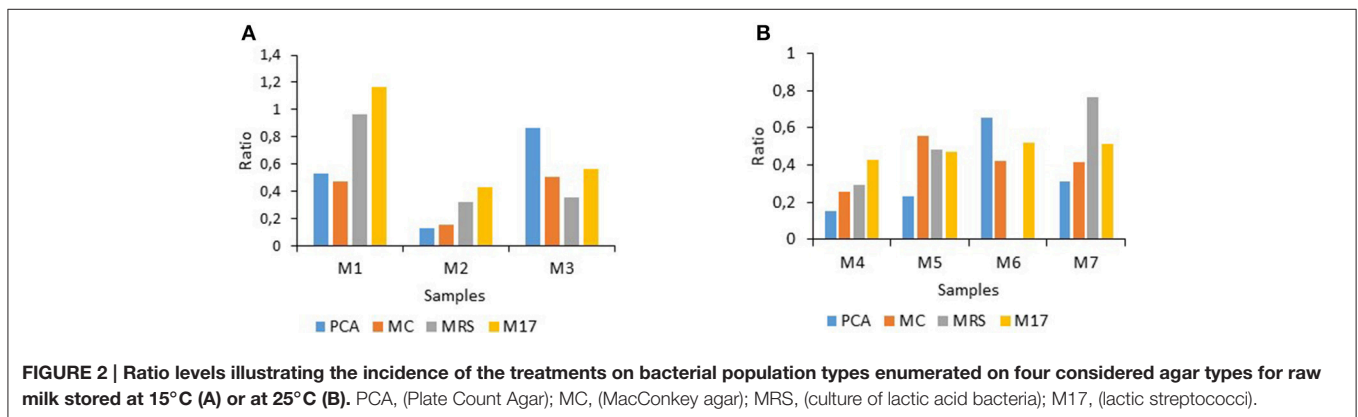 A
1,4
1,2
1
0,8
0,6
0,4
0,2
0
Ratio
M1 M2 M3
Samples
PCA MC MRS M17
B
1
0,8
0,6
0,4
0,2
0
Ratio
M4 M5 M6 M7
Samples
PCA MC MRS M17
FIGURE 2 | Ratio levels illustrating the incidence of the treatments on bacterial population types enumerated on four considered agar types for raw
milk stored at 15°C (A) or at 25°C (B). PCA, (Plate Count Agar); MC, (MacConkey agar); MRS, (culture of lactic acid bacteria); M17, (lactic streptococci).